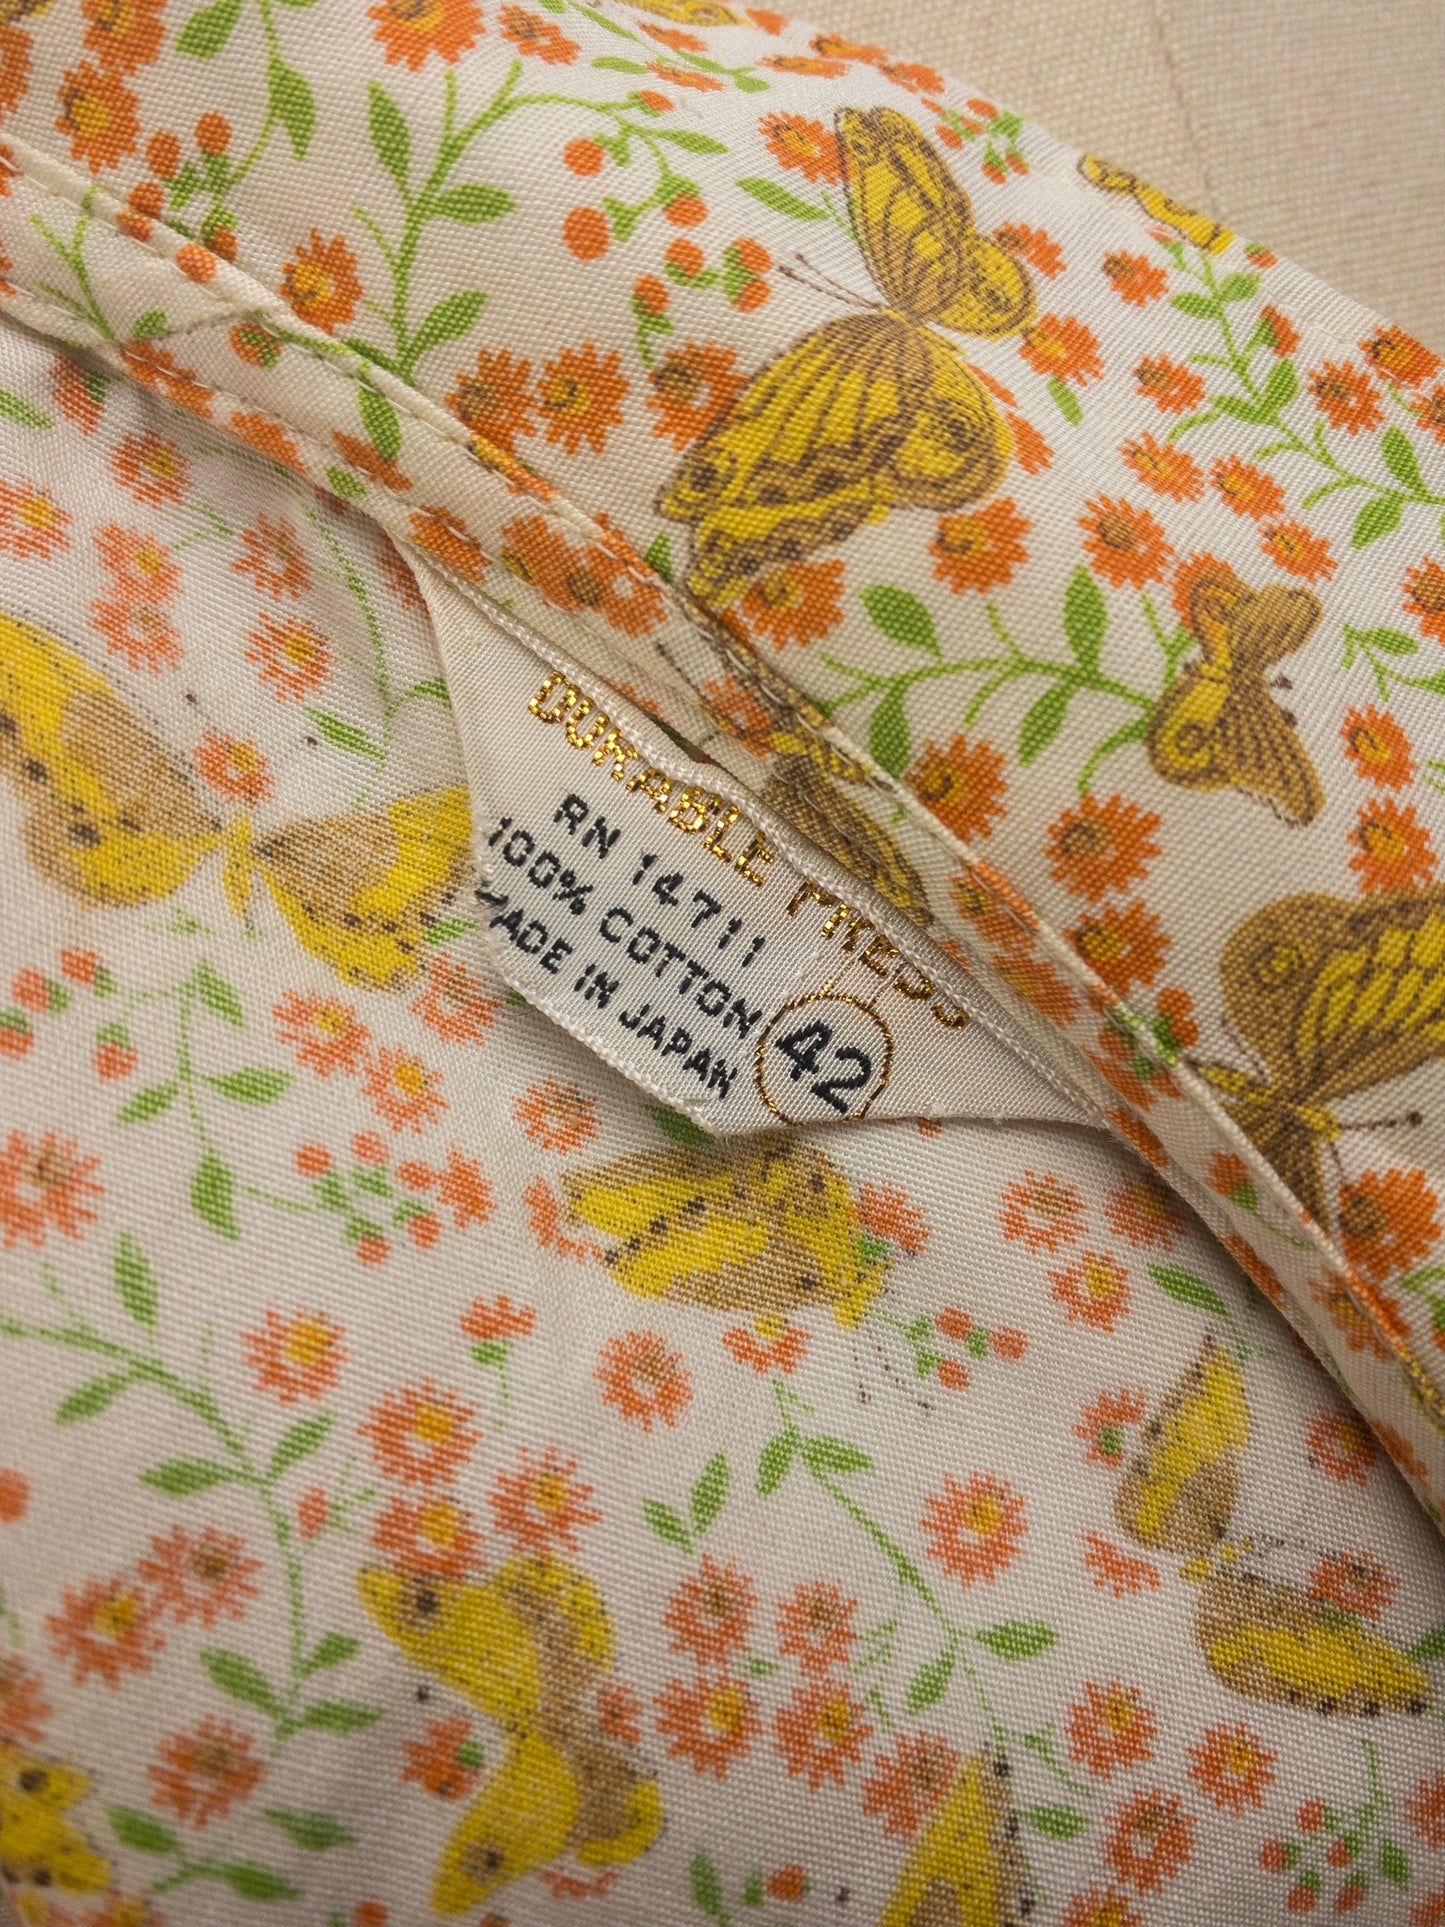 DURABLE PRESS
RN 14711
100% COTTON
MADE IN JAPAN
42